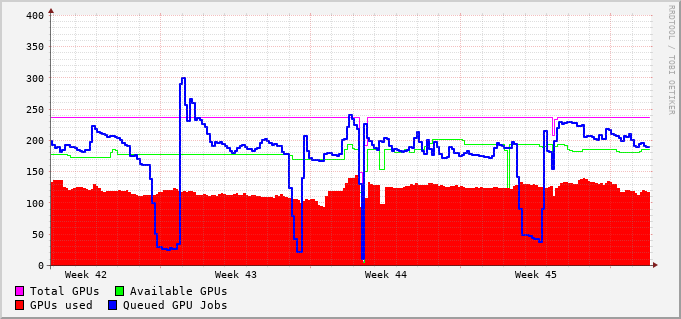 400
350
300
250
200
150
100
50
0
Week 42 Week 43 Week 44 Week 45
Total GPUs Available GPUs
GPUs used Queued GPU Jobs
RRDTOOL / TOBI OETIKER